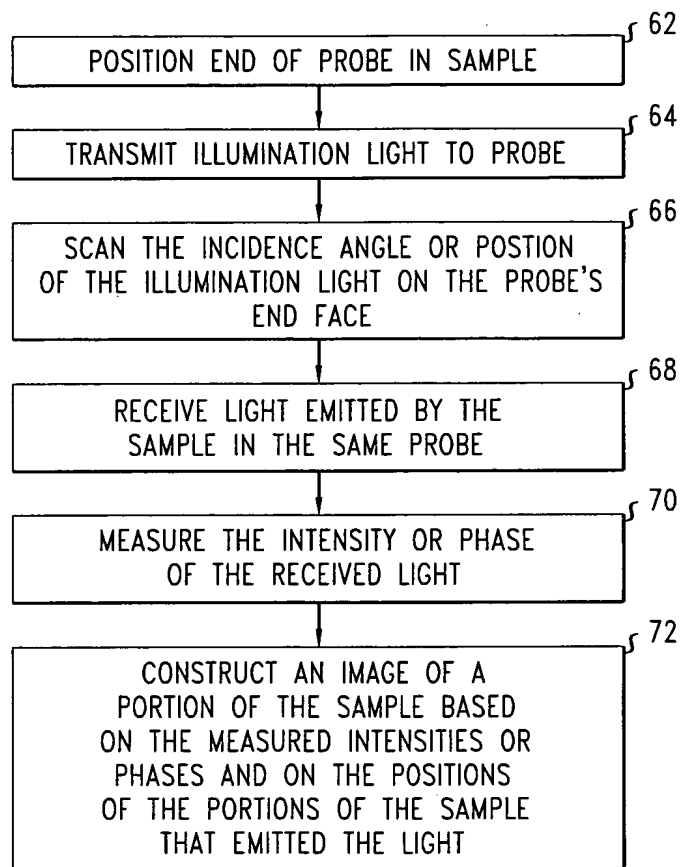 62
POSITION END OF PROBE IN SAMPLE
64
TRANSMIT ILLUMINATION LIGHT TO PROBE
66
SCAN THE INCIDENCE ANGLE OR POSTION
OF THE ILLUMINATION LIGHT ON THE PROBE'S
END FACE
68
RECEIVE LIGHT EMITTED BY THE
SAMPLE IN THE SAME PROBE
70
MEASURE THE INTENSITY OR PHASE
OF THE RECEIVED LIGHT
72
CONSTRUCT AN IMAGE OF A
PORTION OF THE SAMPLE BASED
ON THE MEASURED INTENSITIES OR
PHASES AND ON THE POSITIONS
OF THE PORTIONS OF THE SAMPLE
THAT EMITTED THE LIGHT